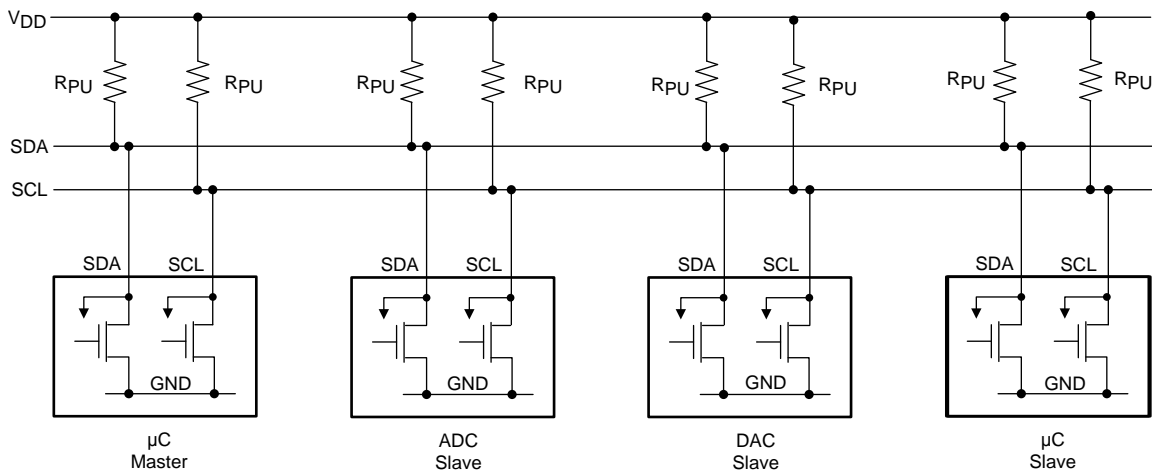 VDD
RPU RPU RPU RPU RPU RPU RPU RPU
SDA
SCL
SDA SCL SDA SCL SDA SCL SDA SCL
GND GND GND GND
µC
Master
ADC
Slave
DAC
Slave
µC
Slave